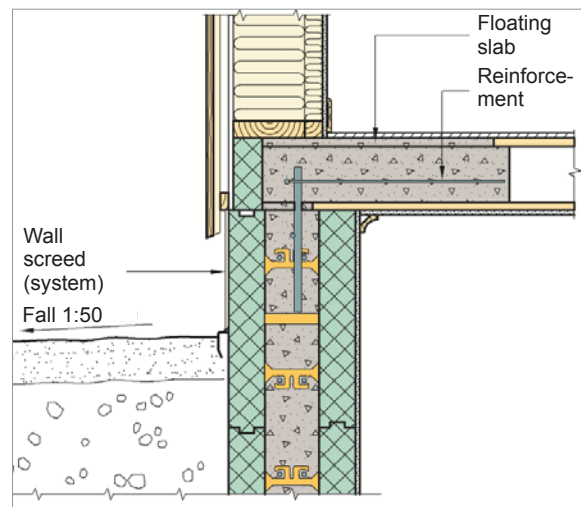 Floating
slab
Reinforce-
ment
Wall
screed
(system)
Fall 1:50